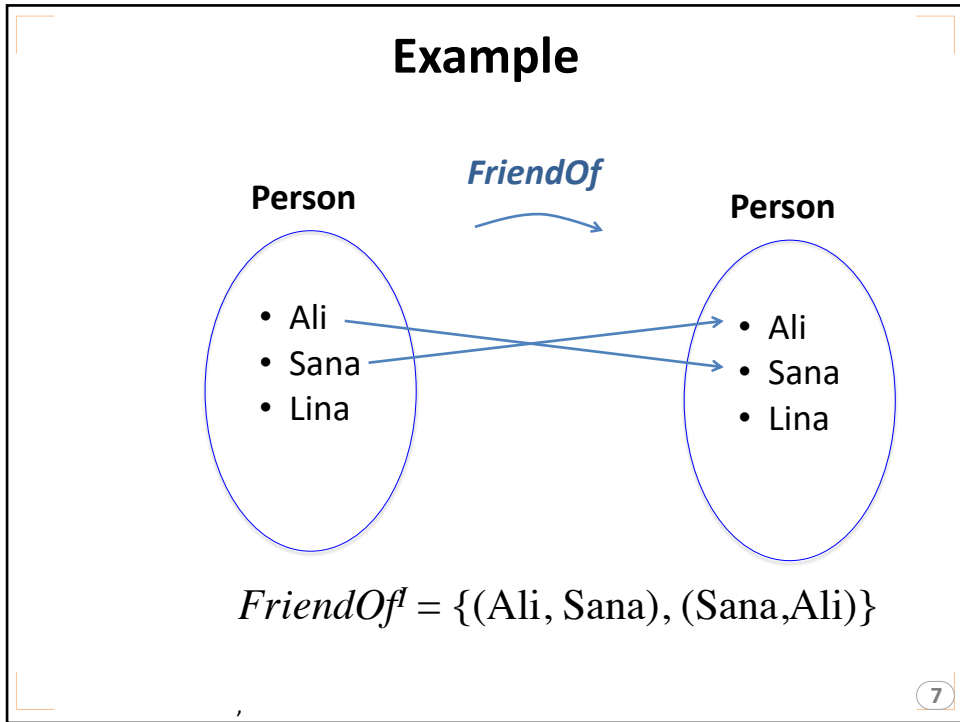 Example
FriendOf
Person
Person
• Ali
• Sana
• Lina
• Ali
• Sana
• Lina
FriendOfᴵ = {(Ali, Sana), (Sana,Ali)}
,
7